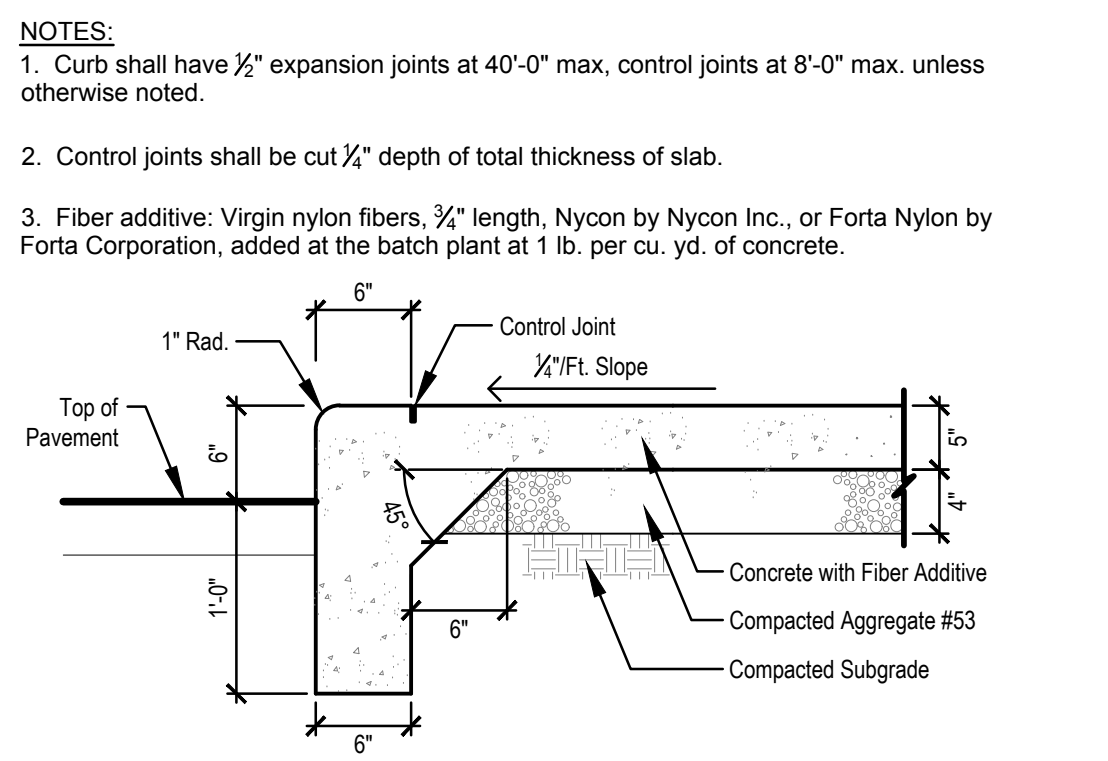 NOTES:
1. Curb shall have ½" expansion joints at 40'-0" max, control joints at 8'-0" max. unless
otherwise noted.
2. Control joints shall be cut ¼" depth of total thickness of slab.
3. Fiber additive: Virgin nylon fibers, ¾" length, Nycon by Nycon Inc., or Forta Nylon by
Forta Corporation, added at the batch plant at 1 lb. per cu. yd. of concrete.
6"
1" Rad.
Control Joint
¼"/Ft. Slope
Top of
Pavement
6"
5"
45°
4"
1'-0"
6"
Concrete with Fiber Additive
Compacted Aggregate #53
Compacted Subgrade
6"